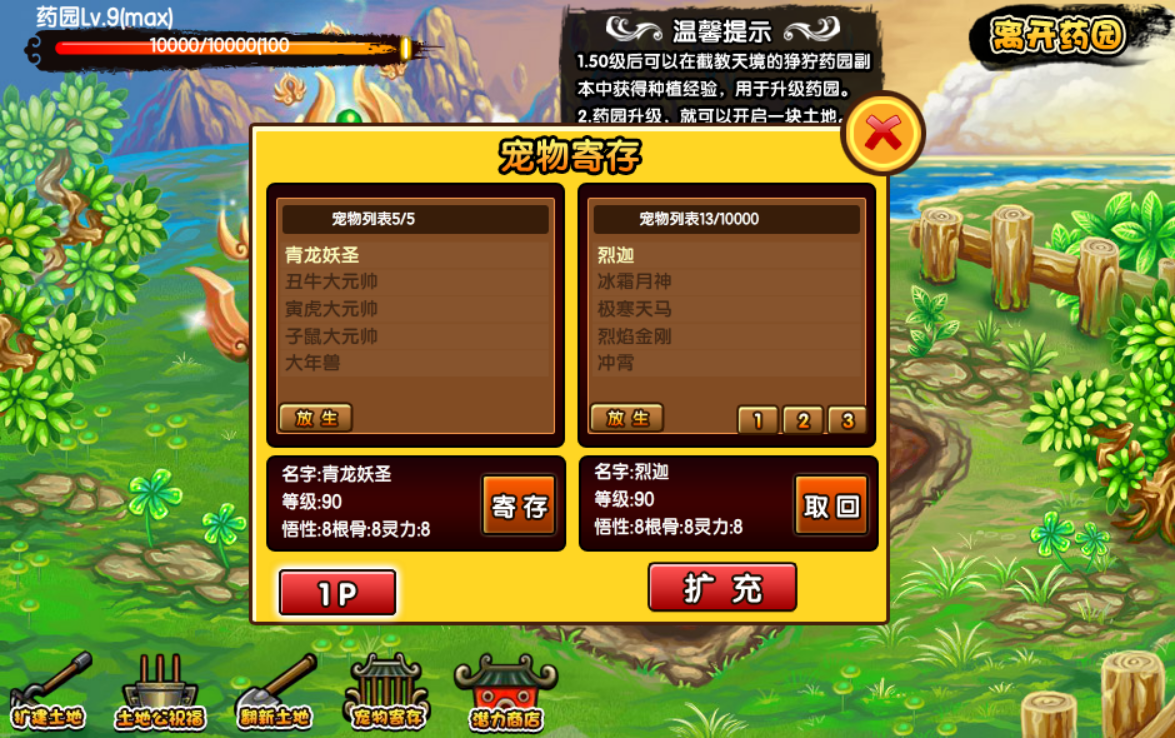 药园Lv.9(max)
10000/10000(100
温馨提示
1.50级后可以在截教天境的狰狞药园副
本中获得种植经验，用于升级药园。
2.药园升级，就可以开启一块土地。
离开药园
宠物寄存
宠物列表5/5
青龙妖圣
丑牛大元帅
寅虎大元帅
子鼠大元帅
大年兽
放生
宠物列表13/10000
烈迦
冰霜月神
极寒天马
烈焰金刚
冲霄
放生
1 2 3
名字:青龙妖圣
等级:90
悟性:8根骨:8灵力:8
寄存
名字:烈迦
等级:90
悟性:8根骨:8灵力:8
取回
1P
扩充
扩建土地
土地公祝福
翻新土地
宠物寄存
潜力商店